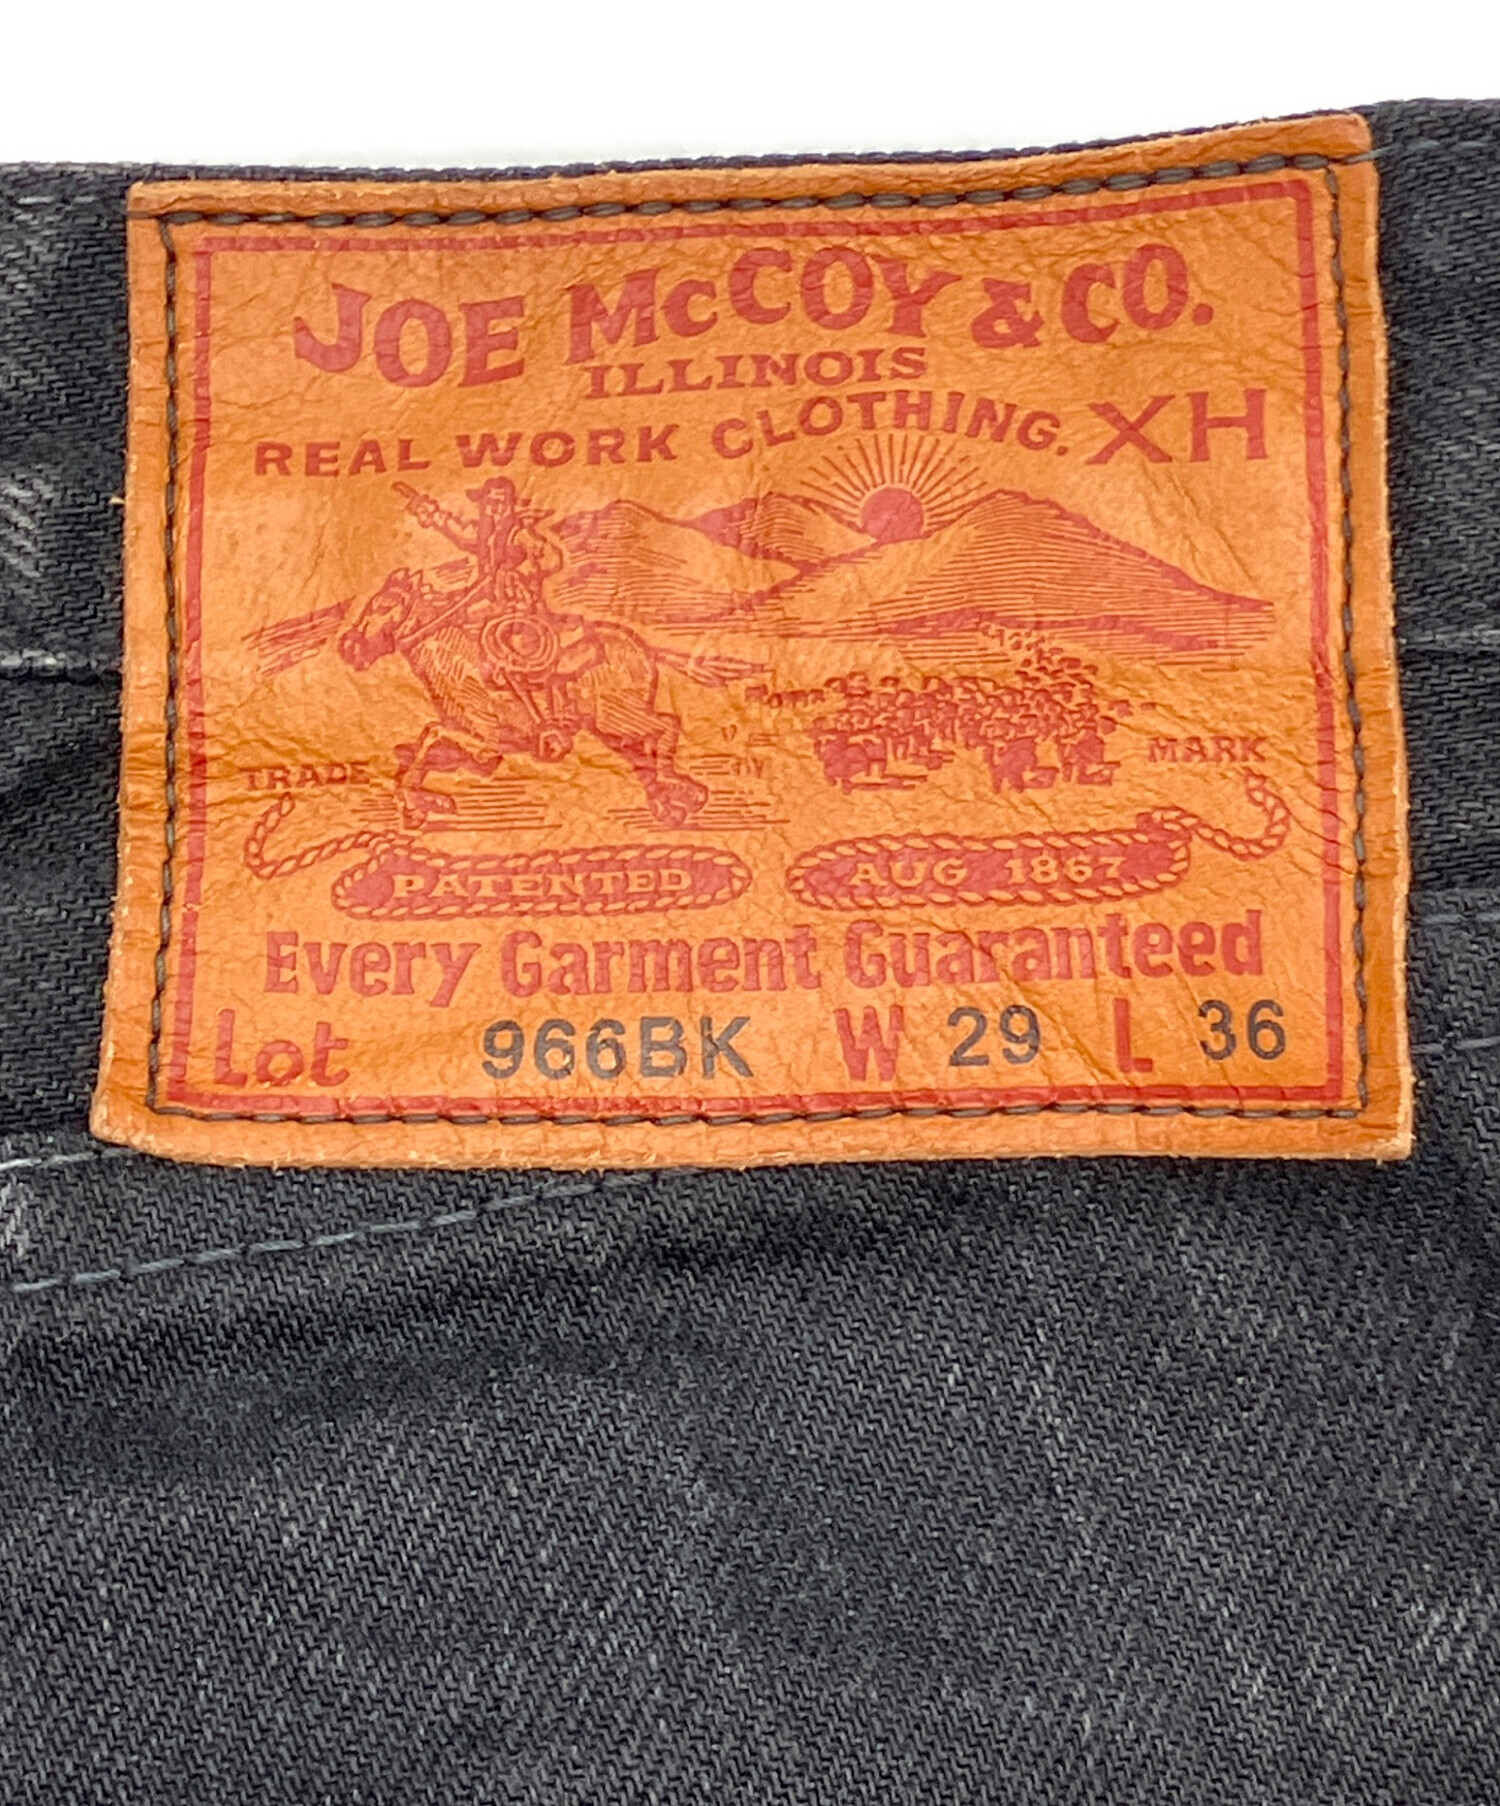 JOE McCOY & CO.
ILLINOIS
REAL WORK CLOTHING. XH
TRADE MARK
PATENTED AUG 1867
Every Garment Guaranteed
Lot 966BK W 29 L 36